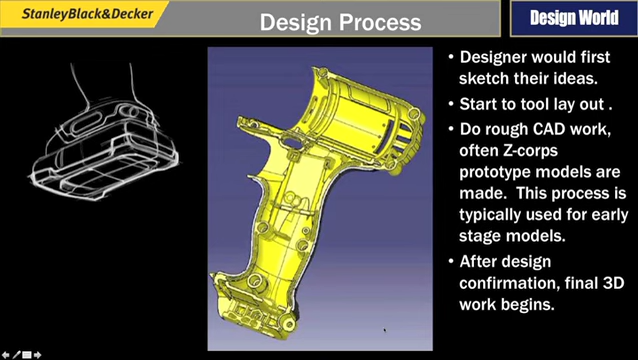 StanleyBlack&Decker
Design Process
Design World
• Designer would first
sketch their ideas.
• Start to tool lay out .
• Do rough CAD work,
often Z-corps
prototype models are
made. This process is
typically used for early
stage models.
• After design
confirmation, final 3D
work begins.